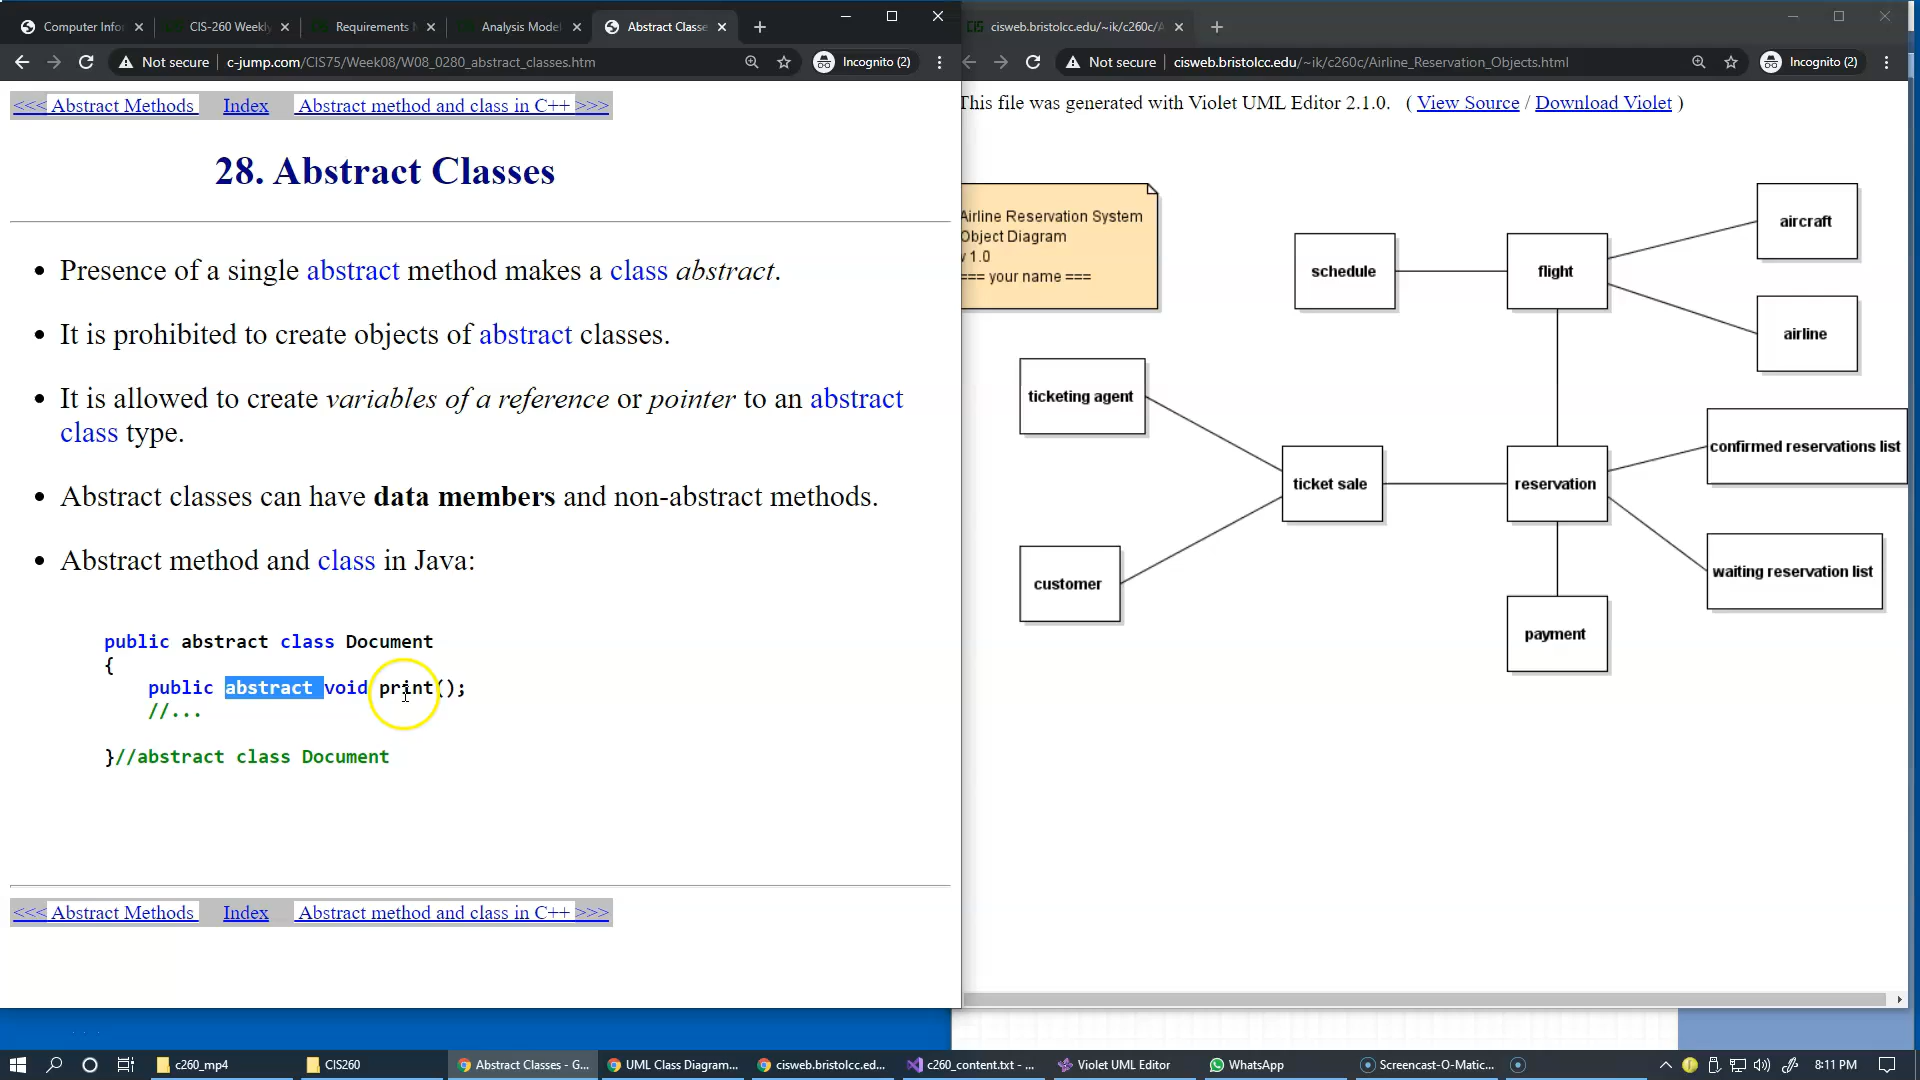 Computer Info
CIS-260 Weekly
Requirements M
Analysis Model
Abstract Classe
cisweb.bristolcc.edu/~ik/c260c/A
Not secure
c-jump.com/CIS75/Week08/W08_0280_abstract_classes.htm
Incognito (2)
Not secure
cisweb.bristolcc.edu/~ik/c260c/Airline_Reservation_Objects.html
Incognito (2)
<<< Abstract Methods Index Abstract method and class in C++ >>>
28. Abstract Classes
• Presence of a single abstract method makes a class abstract.
• It is prohibited to create objects of abstract classes.
• It is allowed to create variables of a reference or pointer to an abstract
class type.
• Abstract classes can have data members and non-abstract methods.
• Abstract method and class in Java:
public abstract class Document
{
public abstract void print();
//...
}//abstract class Document
<<< Abstract Methods Index Abstract method and class in C++ >>>
This file was generated with Violet UML Editor 2.1.0. ( View Source / Download Violet )
Airline Reservation System
Object Diagram
v 1.0
=== your name ===
schedule
flight
aircraft
airline
ticketing agent
ticket sale
reservation
confirmed reservations list
customer
waiting reservation list
payment
c260_mp4
CIS260
Abstract Classes - G...
UML Class Diagram...
cisweb.bristolcc.ed...
c260_content.txt - ...
Violet UML Editor
WhatsApp
Screencast-O-Matic...
8:11 PM